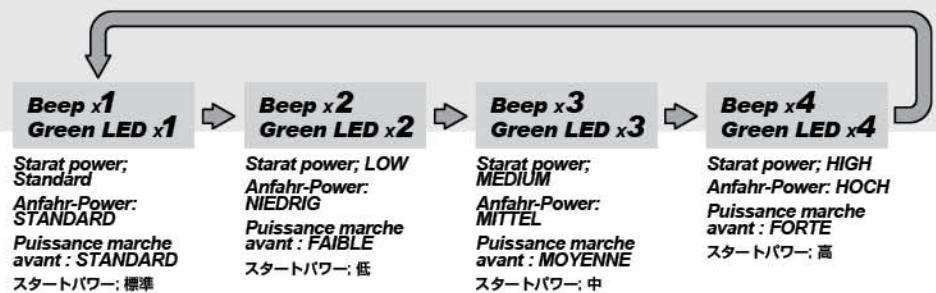 Beep x1
Green LED x1
Starat power;
Standard
Anfahr-Power:
STANDARD
Puissance marche
avant : STANDARD
スタートパワー; 標準
Beep x2
Green LED x2
Starat power; LOW
Anfahr-Power:
NIEDRIG
Puissance marche
avant : FAIBLE
スタートパワー; 低
Beep x3
Green LED x3
Starat power;
MEDIUM
Anfahr-Power:
MITTEL
Puissance marche
avant : MOYENNE
スタートパワー; 中
Beep x4
Green LED x4
Starat power; HIGH
Anfahr-Power: HOCH
Puissance marche
avant : FORTE
スタートパワー; 高